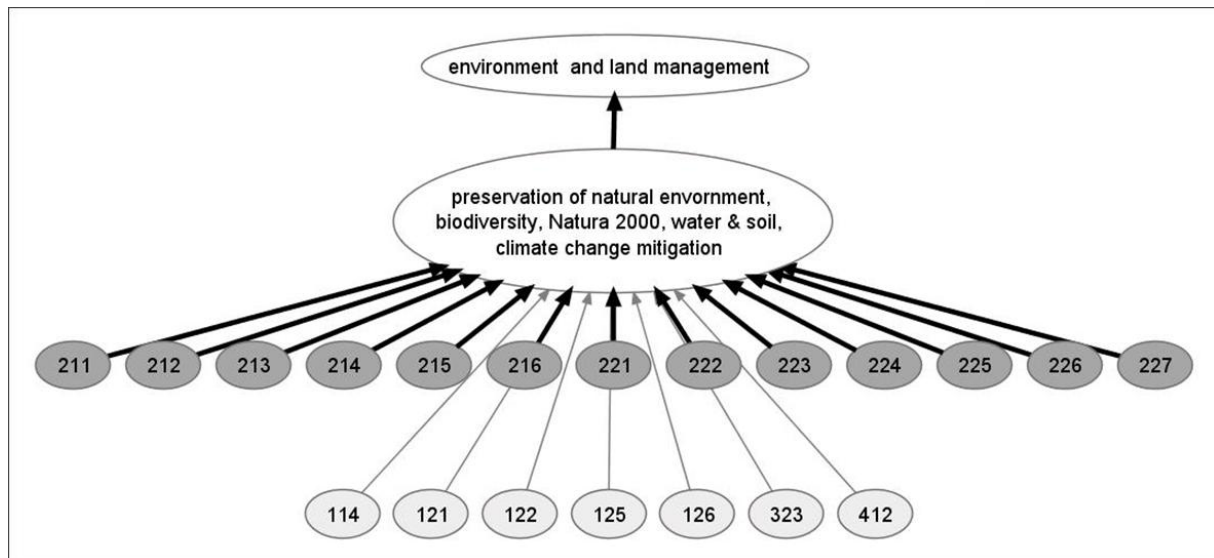 environment and land management
preservation of natural envornment,
biodiversity, Natura 2000, water & soil,
climate change mitigation
211 212 213 214 215 216 221 222 223 224 225 226 227
114 121 122 125 126 323 412